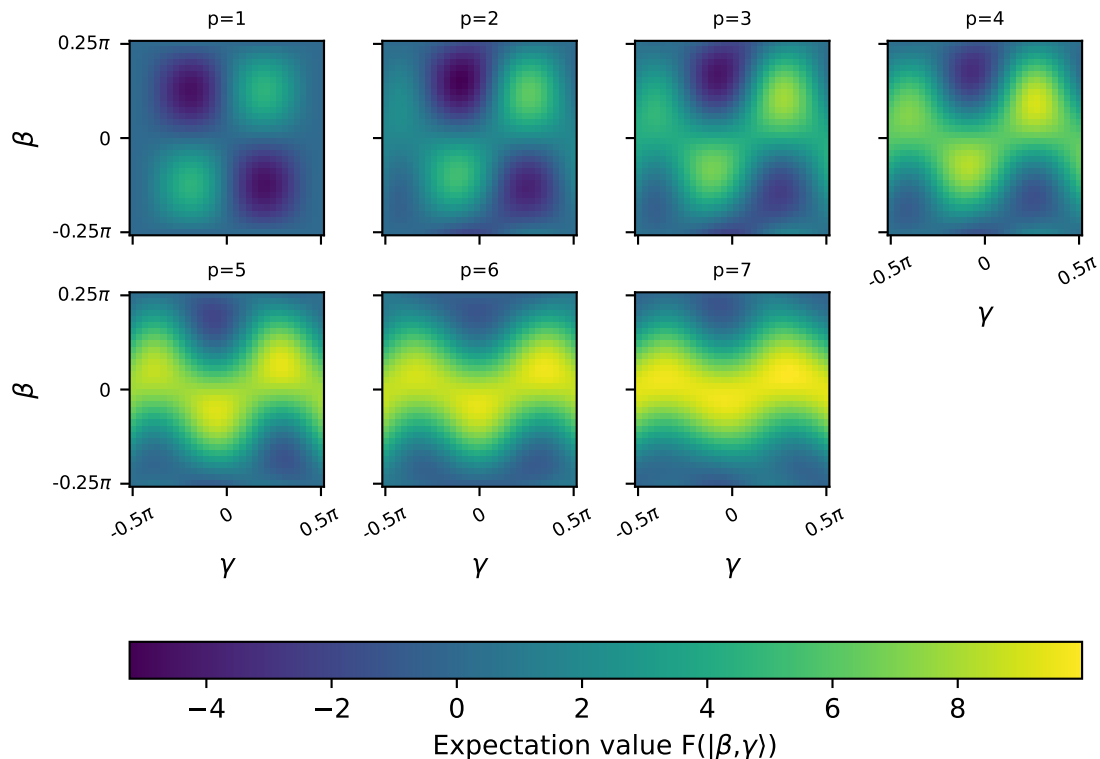 p=1
p=2
p=3
p=4
0.25π
0
-0.25π
β
-0.5π
0
0.5π
γ
p=5
p=6
p=7
0.25π
0
-0.25π
β
-0.5π
0
0.5π
γ
-0.5π
0
0.5π
γ
-0.5π
0
0.5π
γ
−4
−2
0
2
4
6
8
Expectation value F(|β,γ⟩)